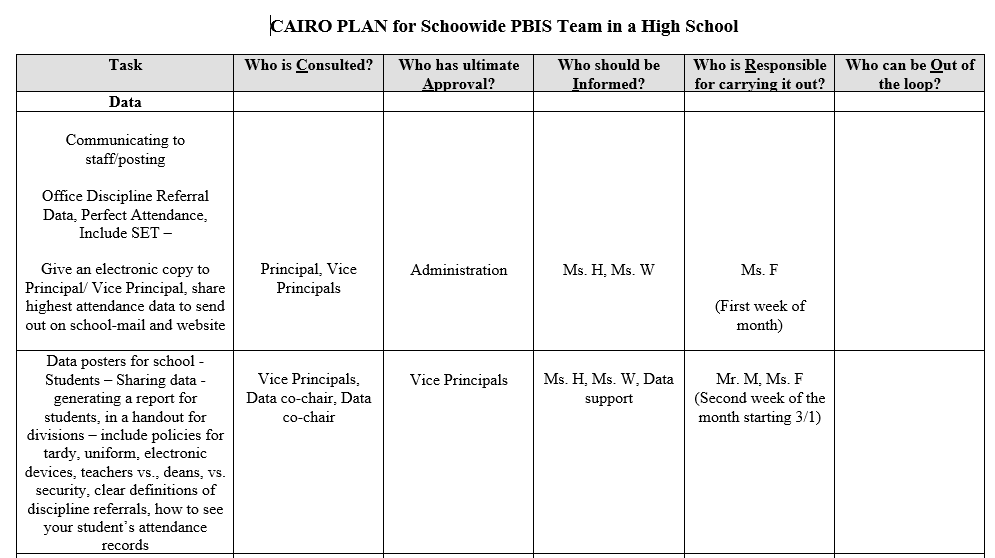 CAIRO PLAN for Schoowide PBIS Team in a High School
Task
Who is Consulted?
Who has ultimate
Approval?
Who should be
Informed?
Who is Responsible
for carrying it out?
Who can be Out of
the loop?
Data
Communicating to
staff/posting
Office Discipline Referral
Data, Perfect Attendance,
Include SET –
Give an electronic copy to
Principal/ Vice Principal, share
highest attendance data to send
out on school-mail and website
Principal, Vice
Principals
Administration
Ms. H, Ms. W
Ms. F
(First week of
month)
Data posters for school -
Students – Sharing data -
generating a report for
students, in a handout for
divisions – include policies for
tardy, uniform, electronic
devices, teachers vs., deans, vs.
security, clear definitions of
discipline referrals, how to see
your student’s attendance
records
Vice Principals,
Data co-chair, Data
co-chair
Vice Principals
Ms. H, Ms. W, Data
support
Mr. M, Ms. F
(Second week of the
month starting 3/1)